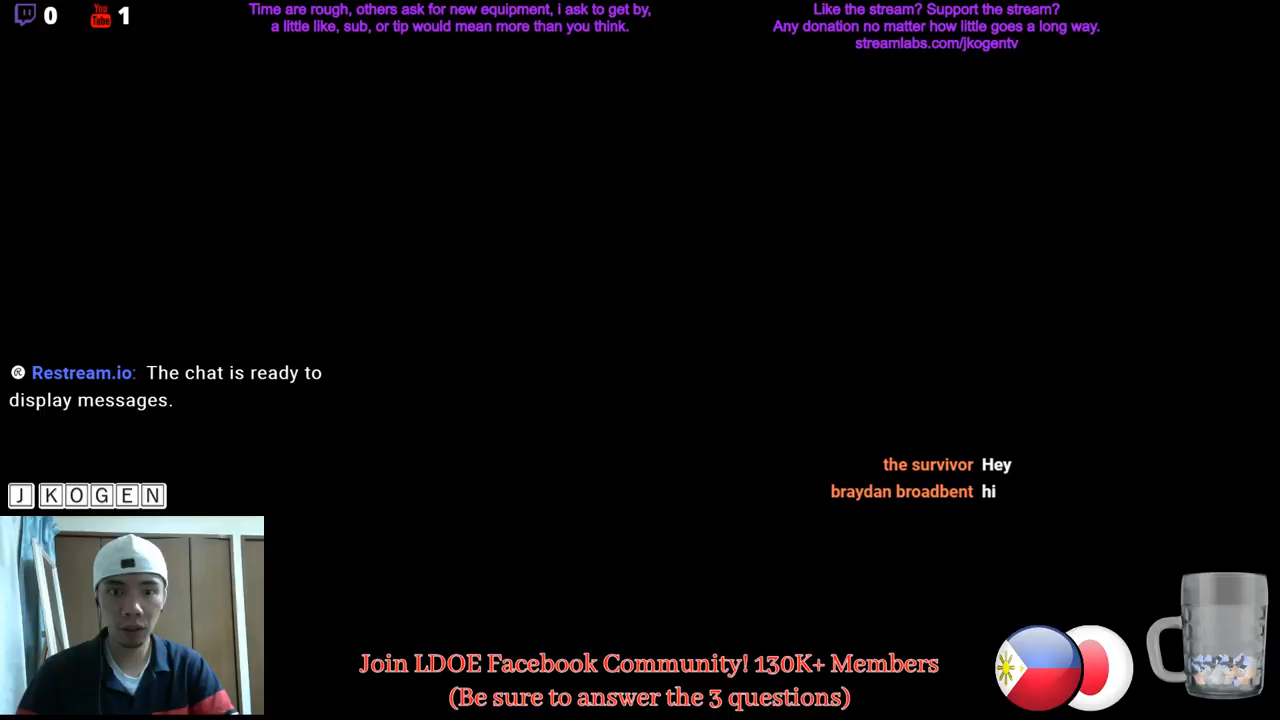 0
You
Tube
1
Time are rough, others ask for new equipment, i ask to get by,
a little like, sub, or tip would mean more than you think.
Like the stream? Support the stream?
Any donation no matter how little goes a long way.
streamlabs.com/jkogentv
R Restream.io: The chat is ready to
display messages.
the survivor Hey
braydan broadbent hi
J KOGEN
Join LDOE Facebook Community! 130K+ Members
(Be sure to answer the 3 questions)